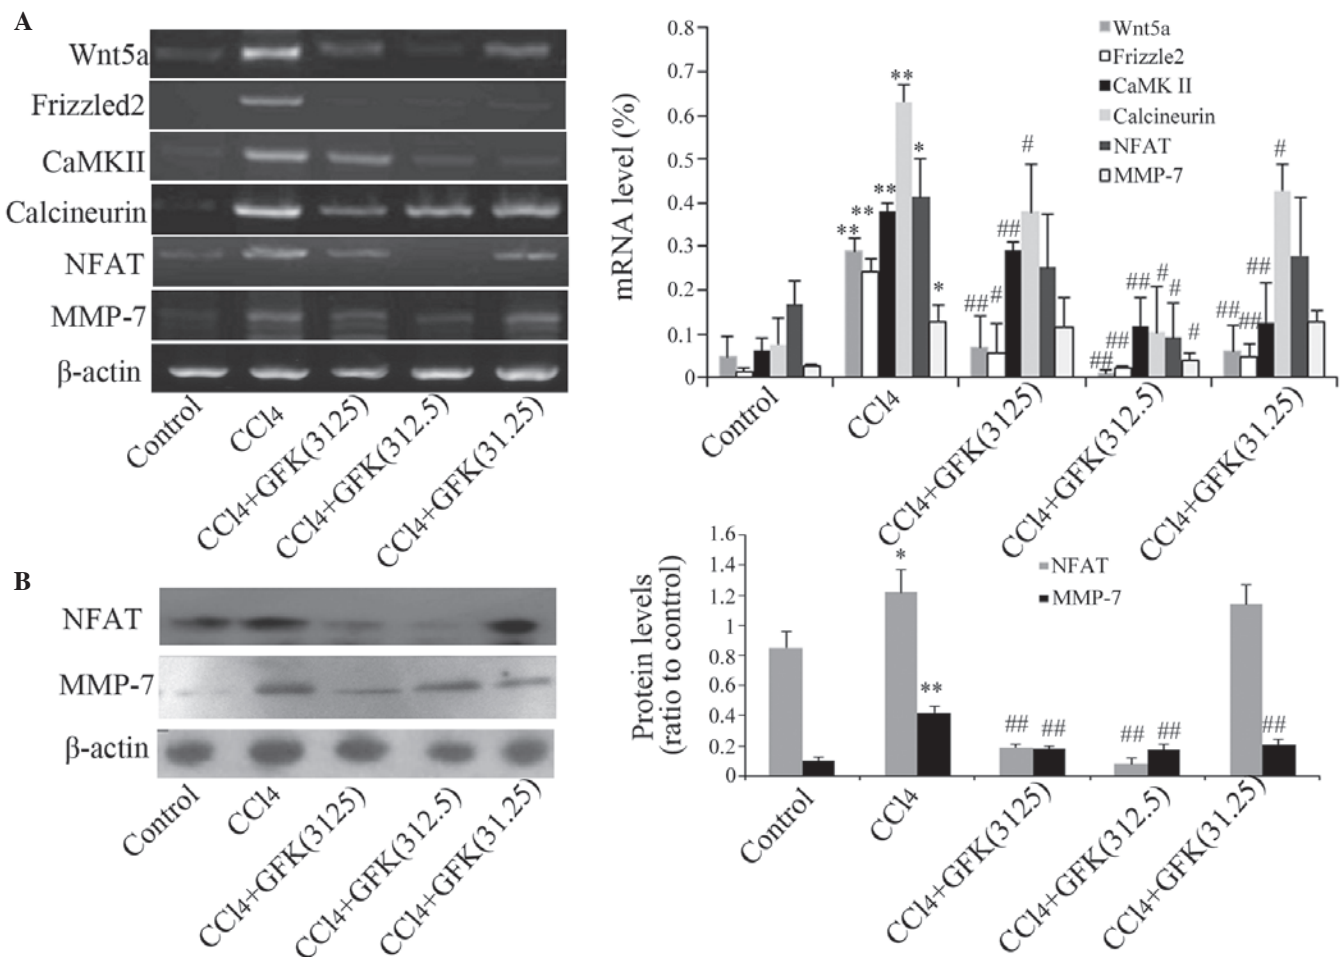 A
Wnt5a
Frizzled2
CaMKII
Calcineurin
NFAT
MMP-7
β-actin
Control
CCl4
CCl4+GFK(3125)
CCl4+GFK(312.5)
CCl4+GFK(31.25)
mRNA level (%)
0.8
0.7
0.6
0.5
0.4
0.3
0.2
0.1
0
Wnt5a
Frizzle2
CaMK II
Calcineurin
NFAT
MMP-7
** ** ** ** * *
## # ## #
## ## ## # # #
## ## ## #
Control
CCl4
CCl4+GFK(3125)
CCl4+GFK(312.5)
CCl4+GFK(31.25)
B
NFAT
MMP-7
β-actin
Control
CCl4
CCl4+GFK(3125)
CCl4+GFK(312.5)
CCl4+GFK(31.25)
Protein levels
(ratio to control)
1.6
1.4
1.2
1
0.8
0.6
0.4
0.2
0
NFAT
MMP-7
* **
## ##
## ##
##
Control
CCl4
CCl4+GFK(3125)
CCl4+GFK(312.5)
CCl4+GFK(31.25)